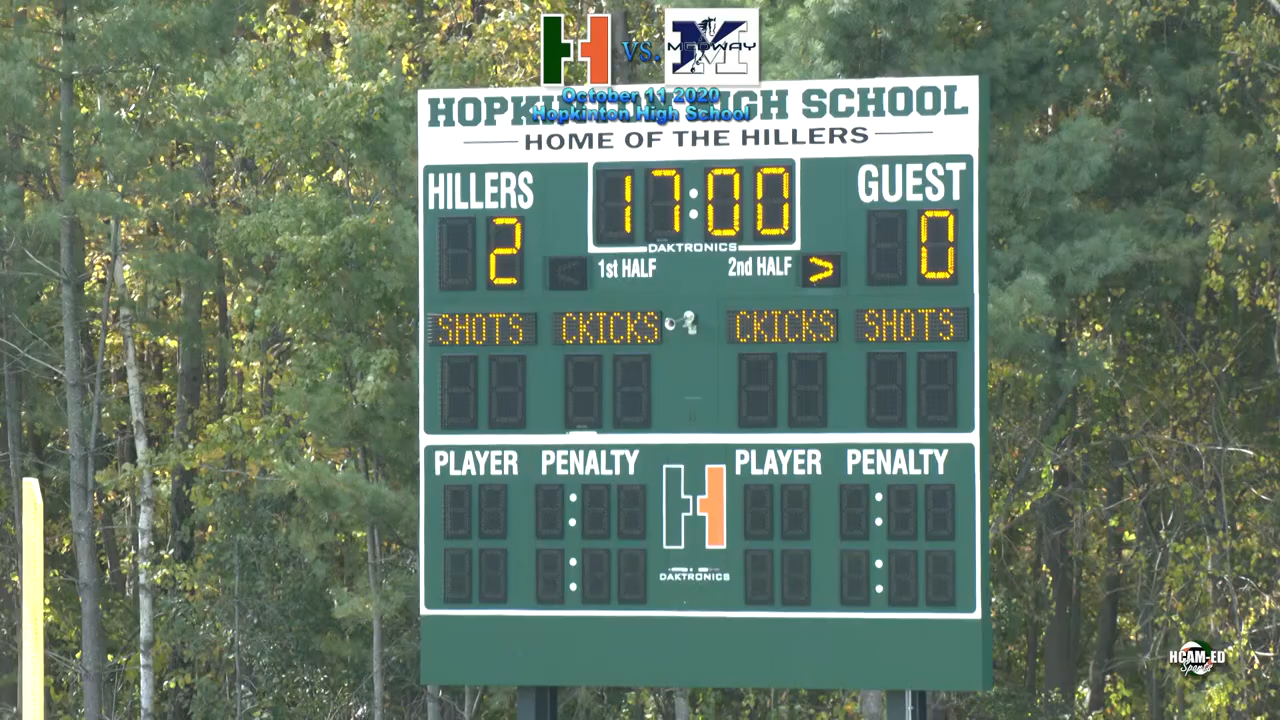 H vs. M MEDWAY
October 11 2020
Hopkinton High School
HOPKINTON HIGH SCHOOL
HOME OF THE HILLERS
HILLERS 17:00 GUEST
2 DAKTRONICS 0
1st HALF 2nd HALF >
SHOTS CKICKS CKICKS SHOTS
PLAYER PENALTY H PLAYER PENALTY
DAKTRONICS
HCAM-ED
Sports